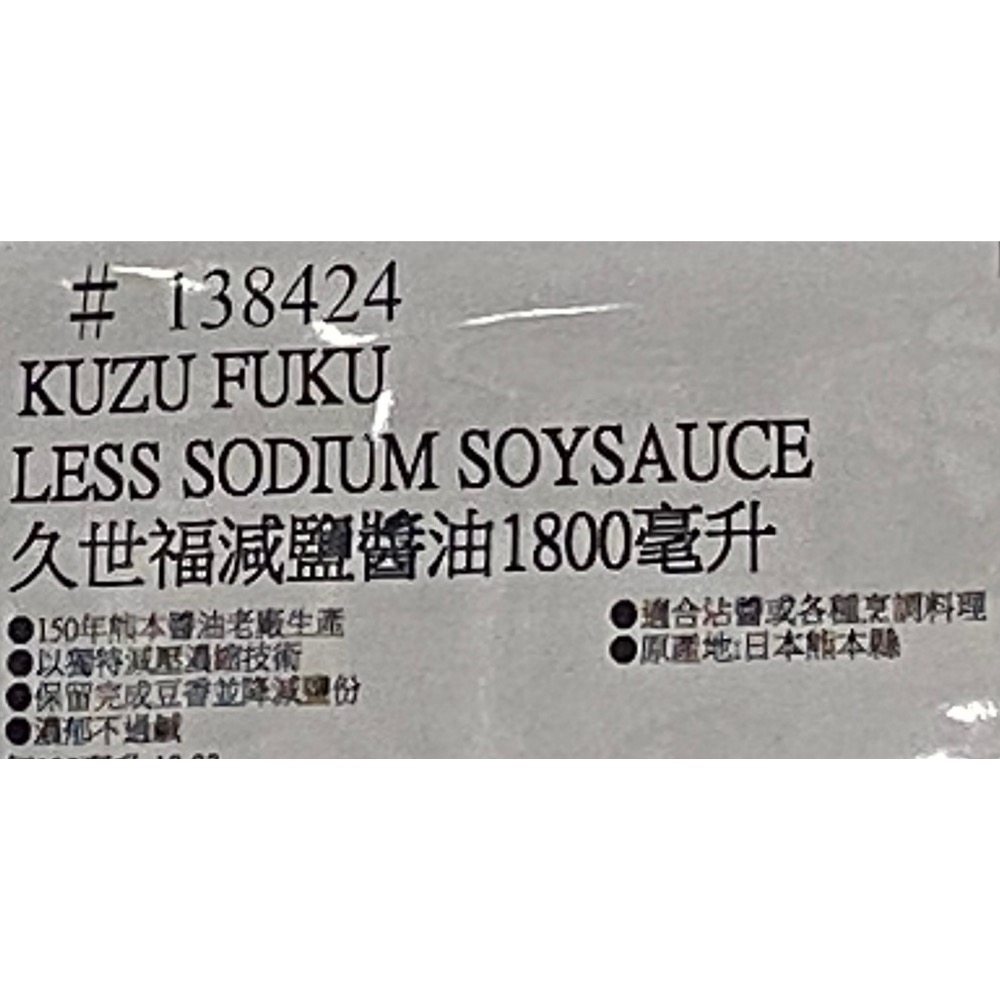 # 138424
KUZU FUKU
LESS SODIUM SOYSAUCE
久世福減鹽醬油1800毫升
●150年熊本醬油老廠生產
●以獨特減壓濃縮技術
●保留完成豆香並降減鹽份
●濃郁不過鹹
●適合沾醬或各種烹調料理
●原產地:日本熊本縣